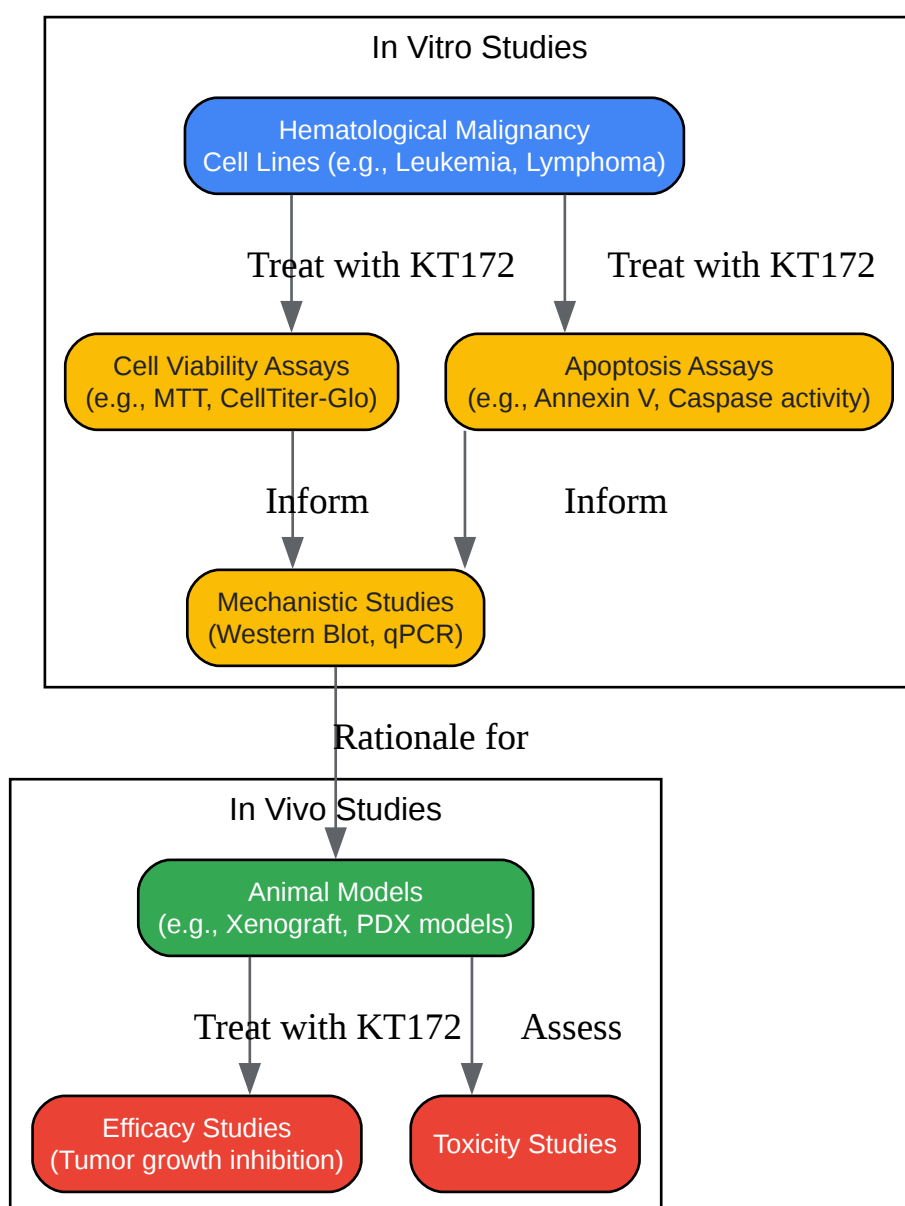 In Vitro Studies
Hematological Malignancy
Cell Lines (e.g., Leukemia, Lymphoma)
Treat with KT172
Treat with KT172
Cell Viability Assays
(e.g., MTT, CellTiter-Glo)
Apoptosis Assays
(e.g., Annexin V, Caspase activity)
Inform
Inform
Mechanistic Studies
(Western Blot, qPCR)
Rationale for
In Vivo Studies
Animal Models
(e.g., Xenograft, PDX models)
Treat with KT172
Assess
Efficacy Studies
(Tumor growth inhibition)
Toxicity Studies